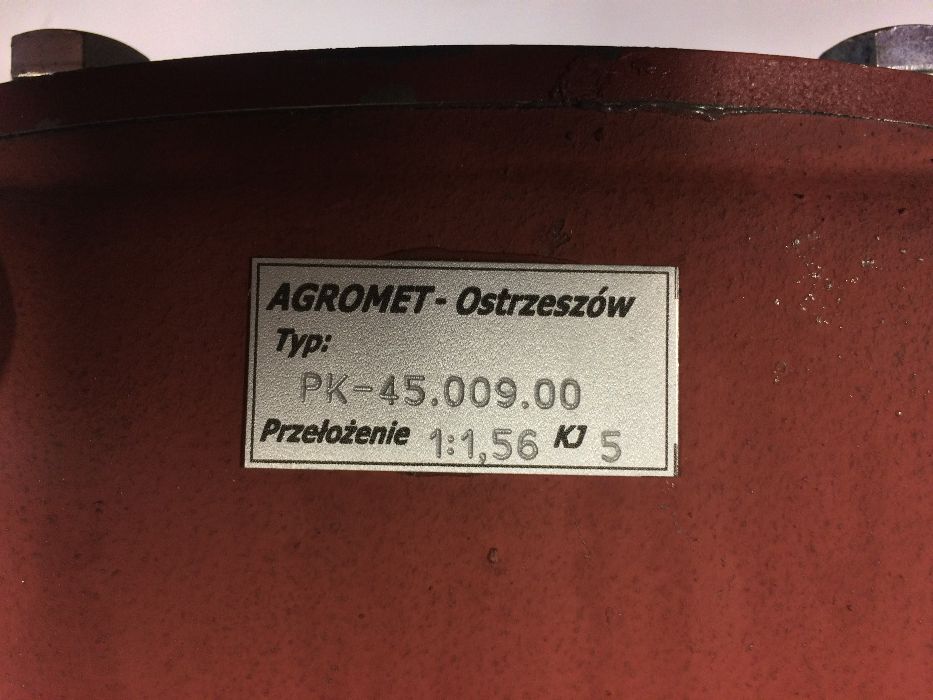 AGROMET - Ostrzeszów
Typ:
PK-45.009.00
Przełożenie 1:1,56 KJ 5